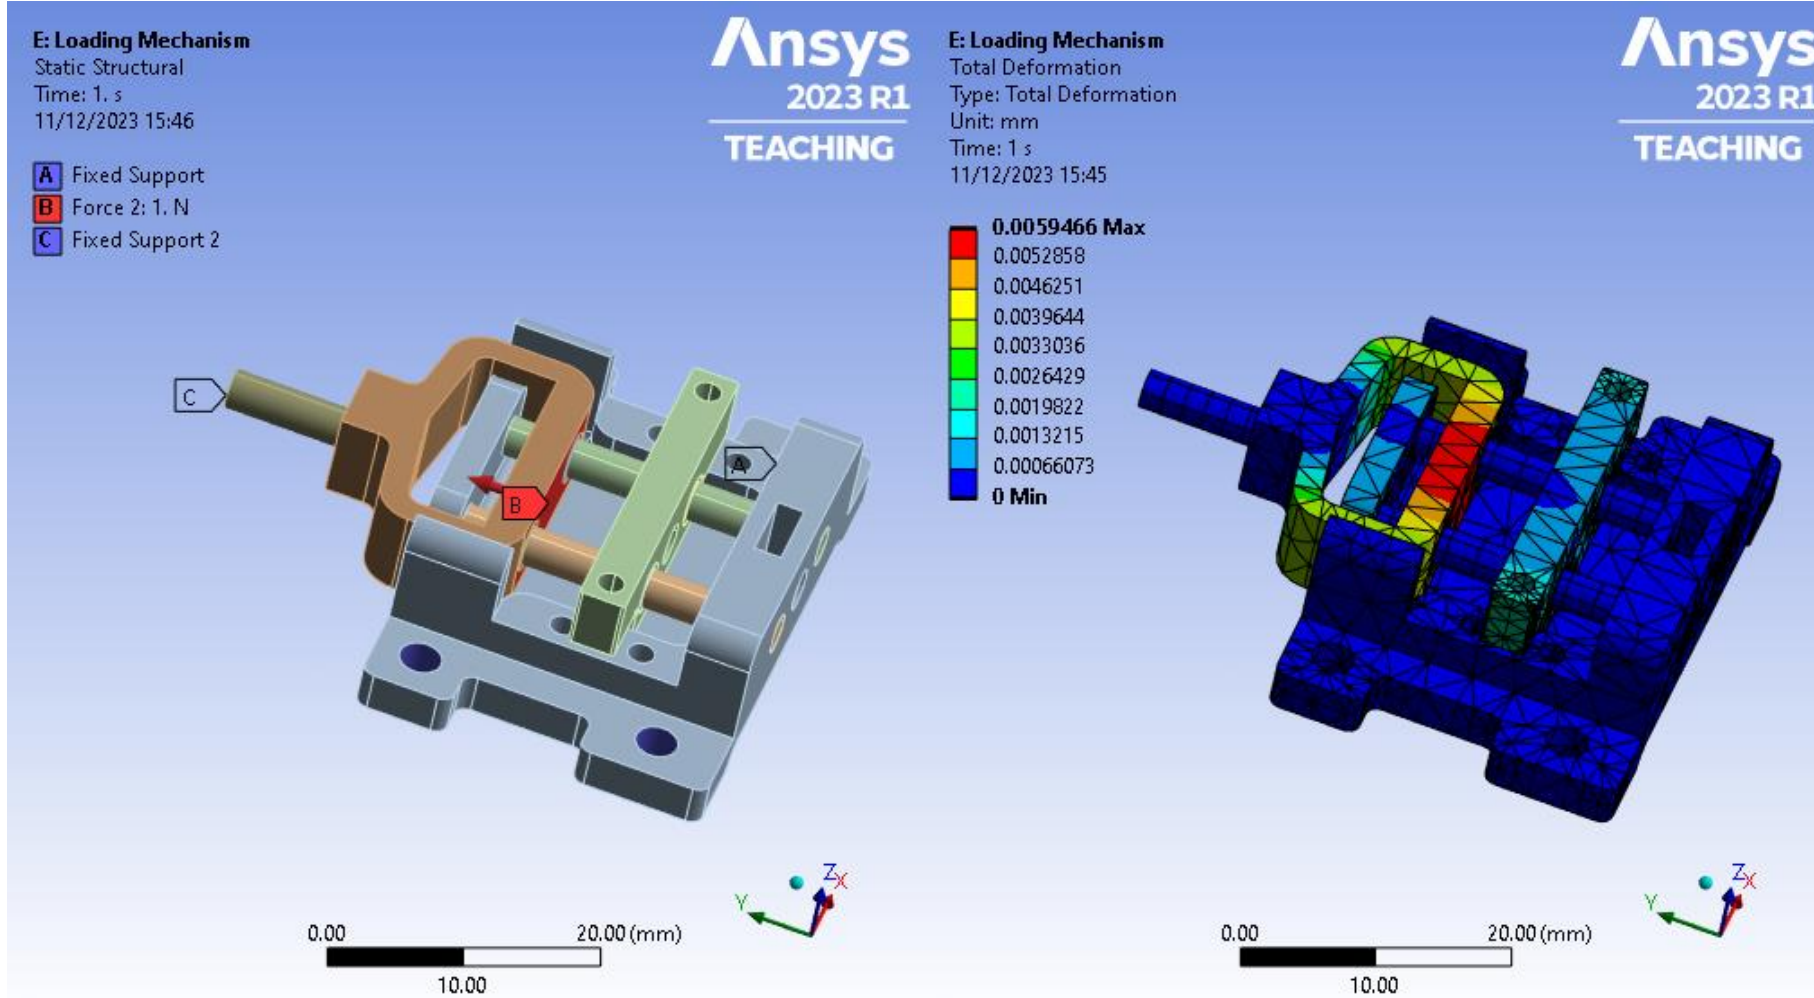 E: Loading Mechanism
Static Structural
Time: 1. s
11/12/2023 15:46
A Fixed Support
B Force 2: 1. N
C Fixed Support 2
Ansys
2023 R1
TEACHING
C
B
A
Z
X
Y
0.00 20.00 (mm)
10.00
E: Loading Mechanism
Total Deformation
Type: Total Deformation
Unit: mm
Time: 1 s
11/12/2023 15:45
0.0059466 Max
0.0052858
0.0046251
0.0039644
0.0033036
0.0026429
0.0019822
0.0013215
0.00066073
0 Min
Ansys
2023 R1
TEACHING
Z
X
Y
0.00 20.00 (mm)
10.00